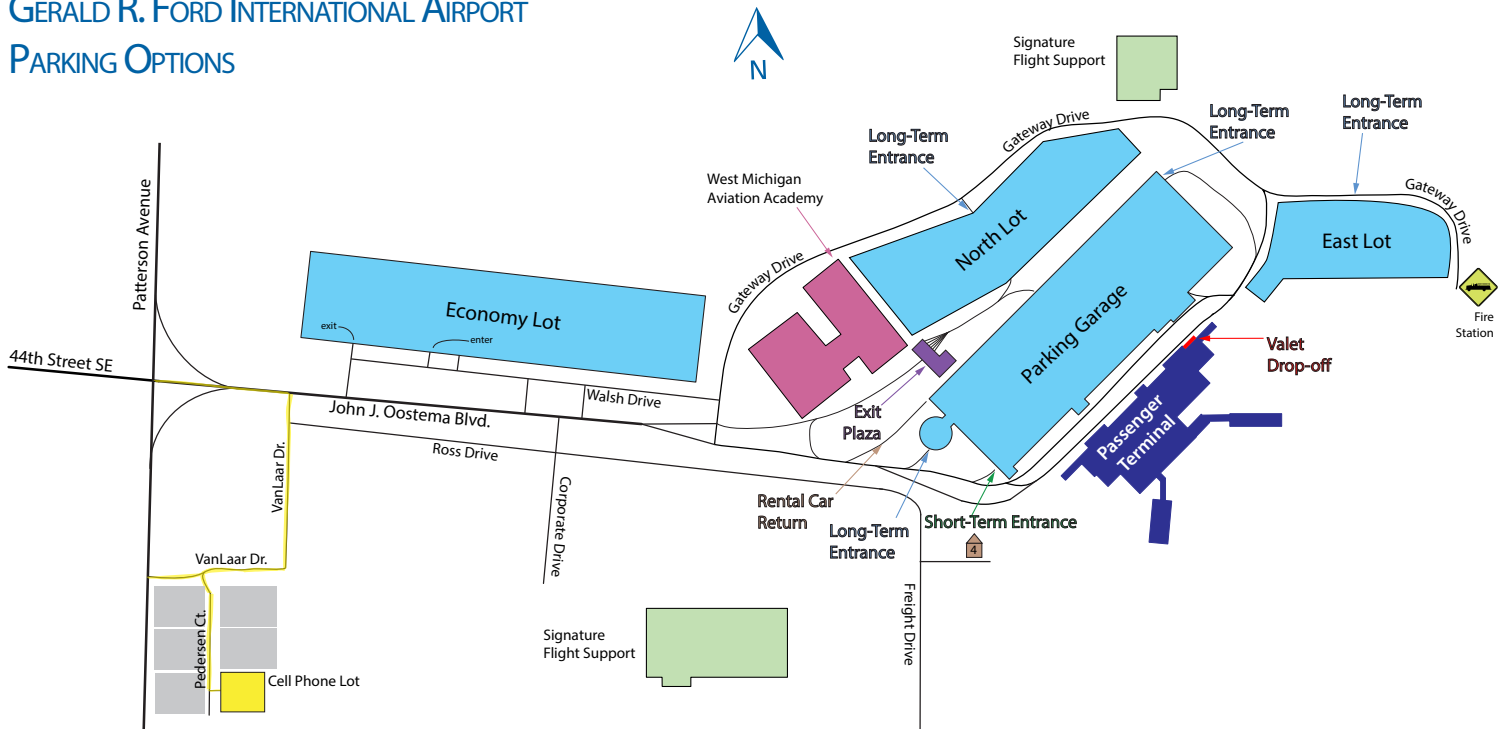 GERALD R. FORD INTERNATIONAL AIRPORT
PARKING OPTIONS
N
Signature
Flight Support
Long-Term
Entrance
Long-Term
Entrance
Long-Term
Entrance
Gateway Drive
Gateway Drive
Gateway Drive
West Michigan
Aviation Academy
North Lot
East Lot
Parking Garage
Patterson Avenue
Economy Lot
exit
enter
44th Street SE
Walsh Drive
John J. Oostema Blvd.
Ross Drive
VanLaar Dr.
VanLaar Dr.
Corporate Drive
Exit
Plaza
Rental Car
Return
Long-Term
Entrance
Short-Term Entrance
4
Valet
Drop-off
Passenger
Terminal
Fire
Station
Freight Drive
Signature
Flight Support
Pedersen Ct.
Cell Phone Lot